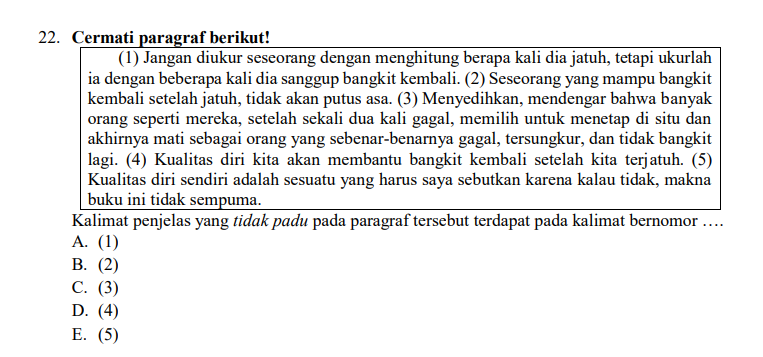 22. Cermati paragraf berikut!
(1) Jangan diukur seseorang dengan menghitung berapa kali dia jatuh, tetapi ukurlah
ia dengan beberapa kali dia sanggup bangkit kembali. (2) Seseorang yang mampu bangkit
kembali setelah jatuh, tidak akan putus asa. (3) Menyedihkan, mendengar bahwa banyak
orang seperti mereka, setelah sekali dua kali gagal, memilih untuk menetap di situ dan
akhirnya mati sebagai orang yang sebenar-benarnya gagal, tersungkur, dan tidak bangkit
lagi. (4) Kualitas diri kita akan membantu bangkit kembali setelah kita terjatuh. (5)
Kualitas diri sendiri adalah sesuatu yang harus saya sebutkan karena kalau tidak, makna
buku ini tidak sempuma.
Kalimat penjelas yang tidak padu pada paragraf tersebut terdapat pada kalimat bernomor ….
A. (1)
B. (2)
C. (3)
D. (4)
E. (5)